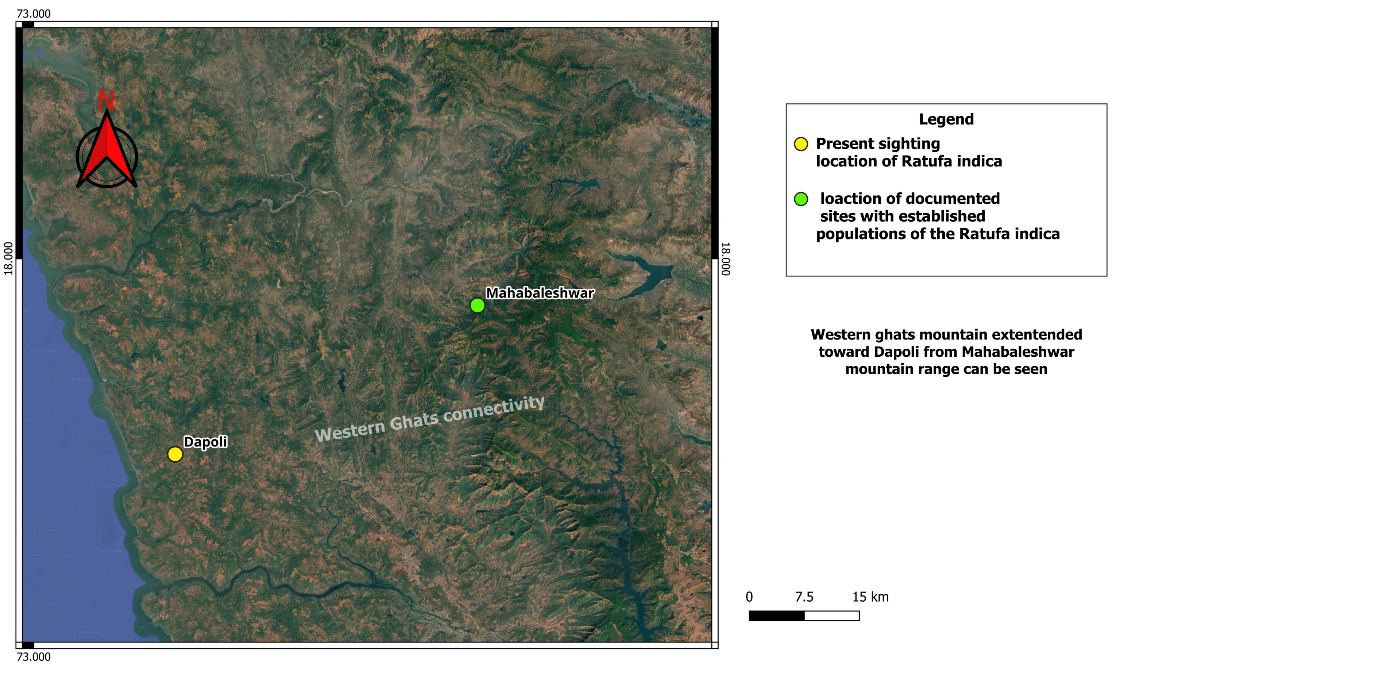 73.000
N
18.000
18.000
Mahabaleshwar
Western Ghats connectivity
Dapoli
73.000
Legend
Present sighting
location of Ratufa indica
loaction of documented
sites with established
populations of the Ratufa indica
Western ghats mountain extentended
toward Dapoli from Mahabaleshwar
mountain range can be seen
0 7.5 15 km